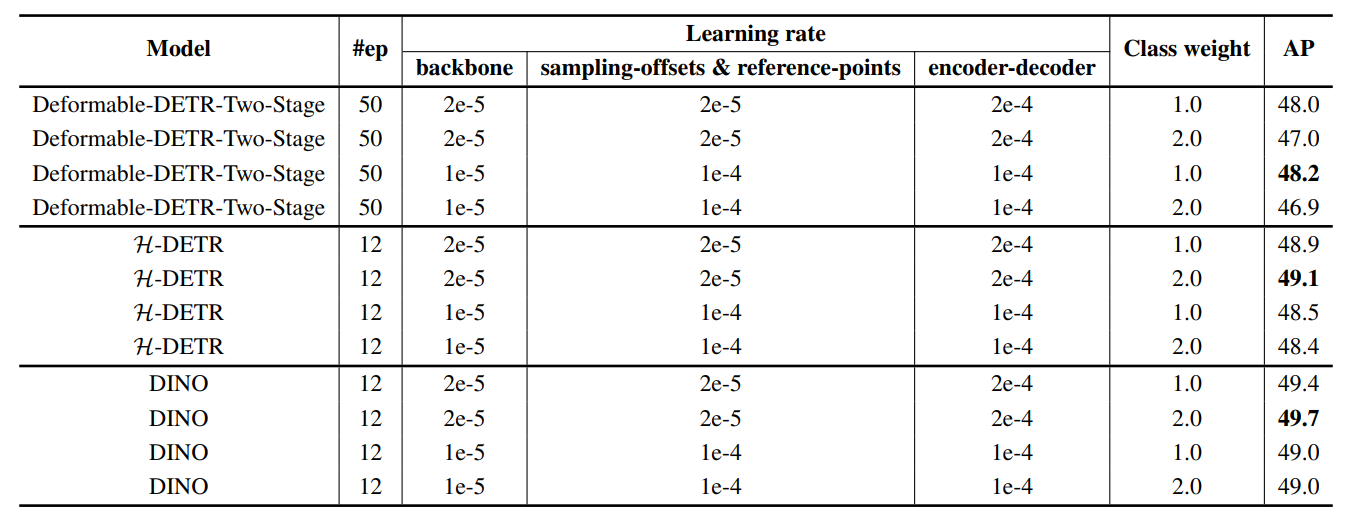 Model #ep Learning rate Class weight AP
backbone sampling-offsets & reference-points encoder-decoder
Deformable-DETR-Two-Stage 50 2e-5 2e-5 2e-4 1.0 48.0
Deformable-DETR-Two-Stage 50 2e-5 2e-5 2e-4 2.0 47.0
Deformable-DETR-Two-Stage 50 1e-5 1e-4 1e-4 1.0 48.2
Deformable-DETR-Two-Stage 50 1e-5 1e-4 1e-4 2.0 46.9
ℋ-DETR 12 2e-5 2e-5 2e-4 1.0 48.9
ℋ-DETR 12 2e-5 2e-5 2e-4 2.0 49.1
ℋ-DETR 12 1e-5 1e-4 1e-4 1.0 48.5
ℋ-DETR 12 1e-5 1e-4 1e-4 2.0 48.4
DINO 12 2e-5 2e-5 2e-4 1.0 49.4
DINO 12 2e-5 2e-5 2e-4 2.0 49.7
DINO 12 1e-5 1e-4 1e-4 1.0 49.0
DINO 12 1e-5 1e-4 1e-4 2.0 49.0